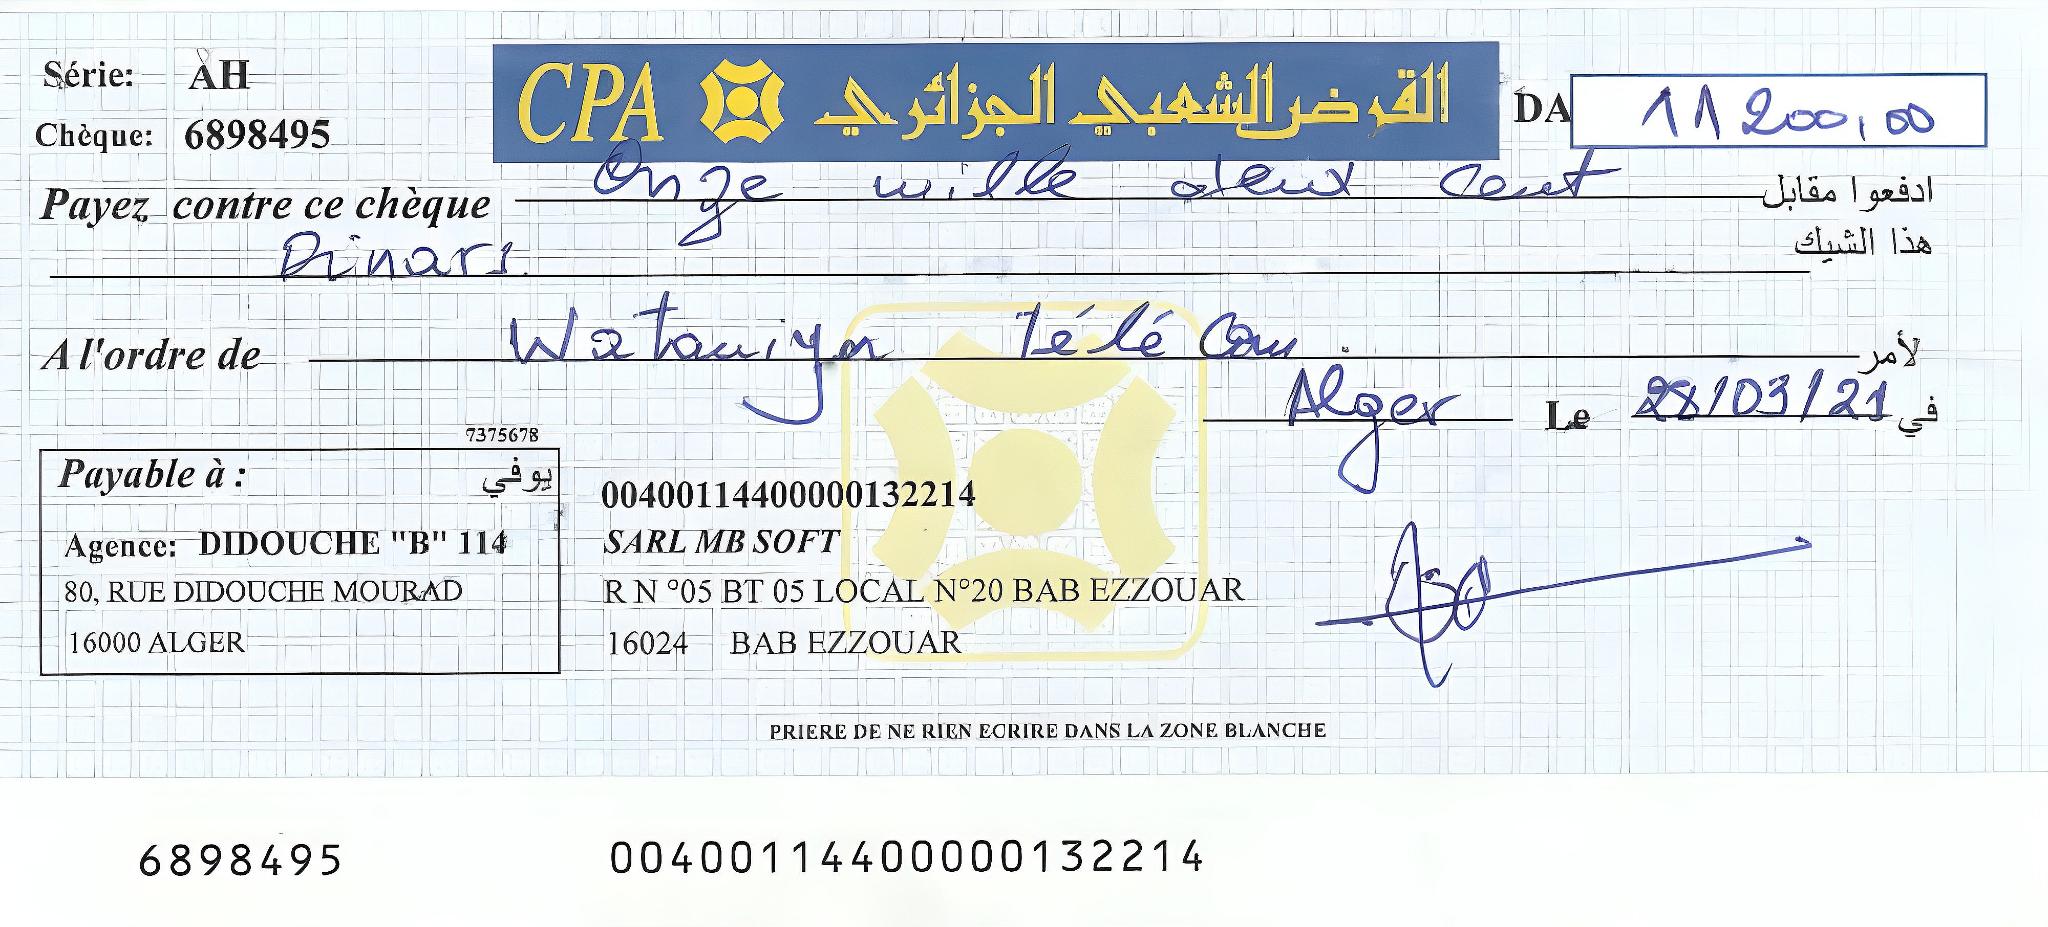 Série: AH
CPA القرض الشعبي الجزائري
DA 11 200,00
Chèque: 6898495
Payez contre ce chèque Onze mille deux cent ادفعوا مقابل
هذا الشيك
Dinars
A l'ordre de Wataniya Télécom لأمر
Alger Le 28/03/21 في
7375678
Payable à : يوفي
Agence: DIDOUCHE "B" 114
80, RUE DIDOUCHE MOURAD
16000 ALGER
00400114400000132214
SARL MB SOFT
R N °05 BT 05 LOCAL N°20 BAB EZZOUAR
16024 BAB EZZOUAR
PRIERE DE NE RIEN ECRIRE DANS LA ZONE BLANCHE
6898495 00400114400000132214